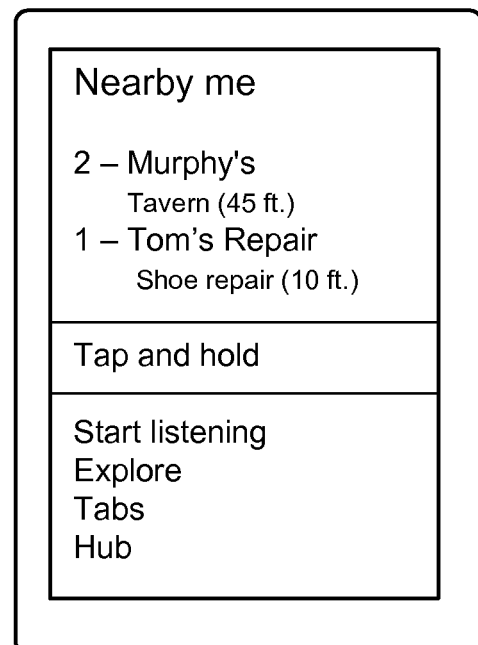 Nearby me
2 – Murphy's
Tavern (45 ft.)
1 – Tom’s Repair
Shoe repair (10 ft.)
Tap and hold
Start listening
Explore
Tabs
Hub